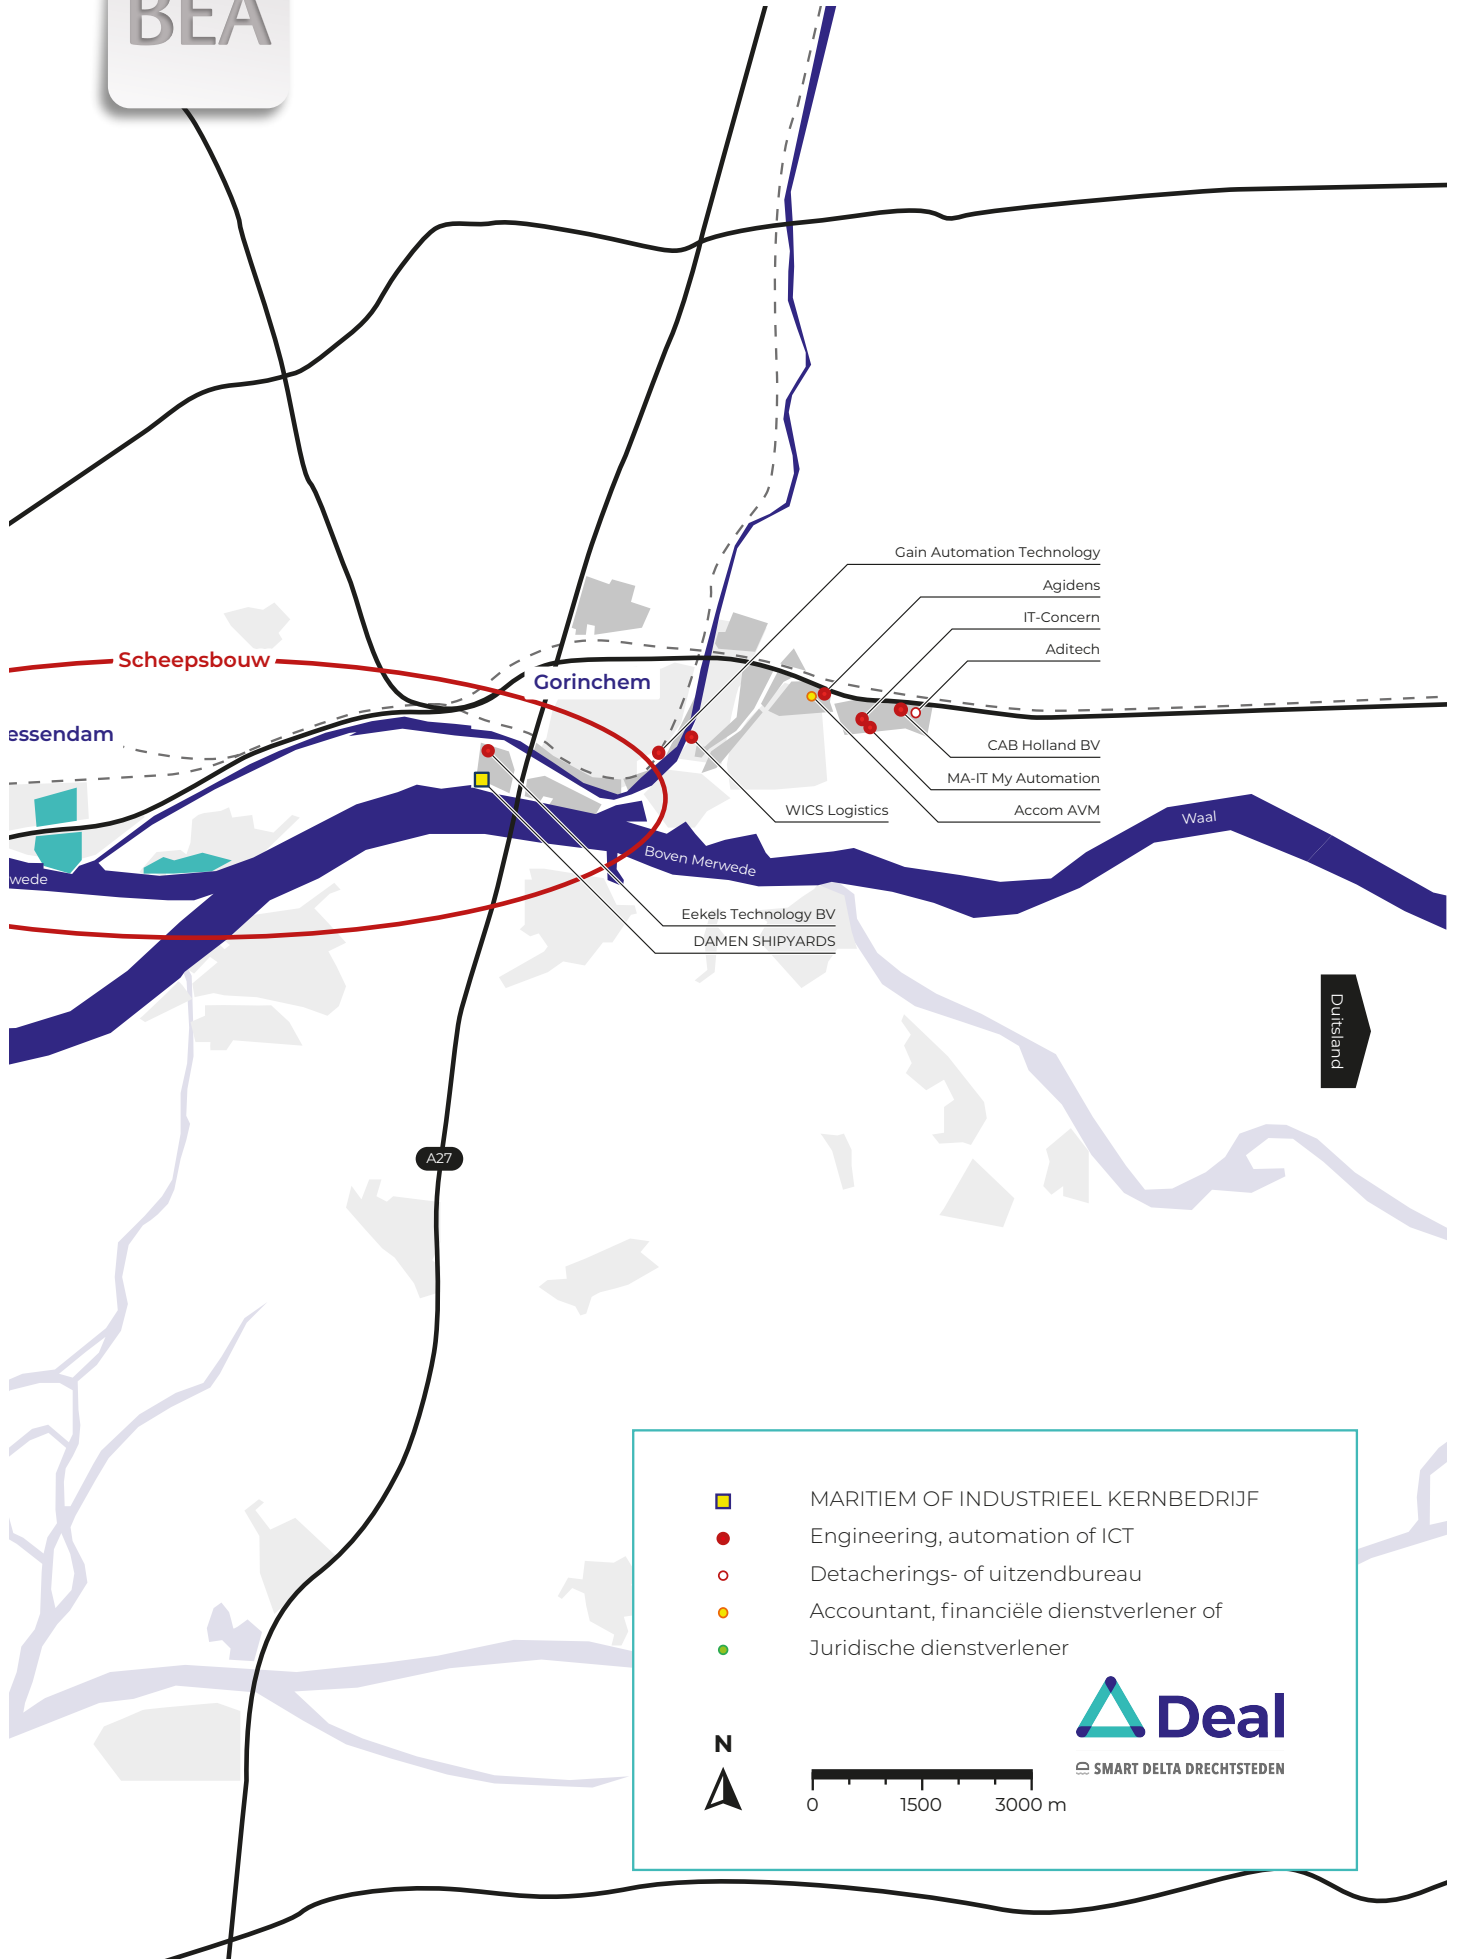 BEA
Gain Automation Technology
Agidens
IT-Concern
Aditech
Scheepsbouw
Gorinchem
essendam
CAB Holland BV
MA-IT My Automation
WICS Logistics
Accom AVM
Waal
Boven Merwede
wede
Eekels Technology BV
DAMEN SHIPYARDS
Duitsland
A27
MARITIEM OF INDUSTRIEEL KERNBEDRIJF
Engineering, automation of ICT
Detacherings- of uitzendbureau
Accountant, financiële dienstverlener of
Juridische dienstverlener
Deal
SMART DELTA DRECHTSTEDEN
N
0 1500 3000 m